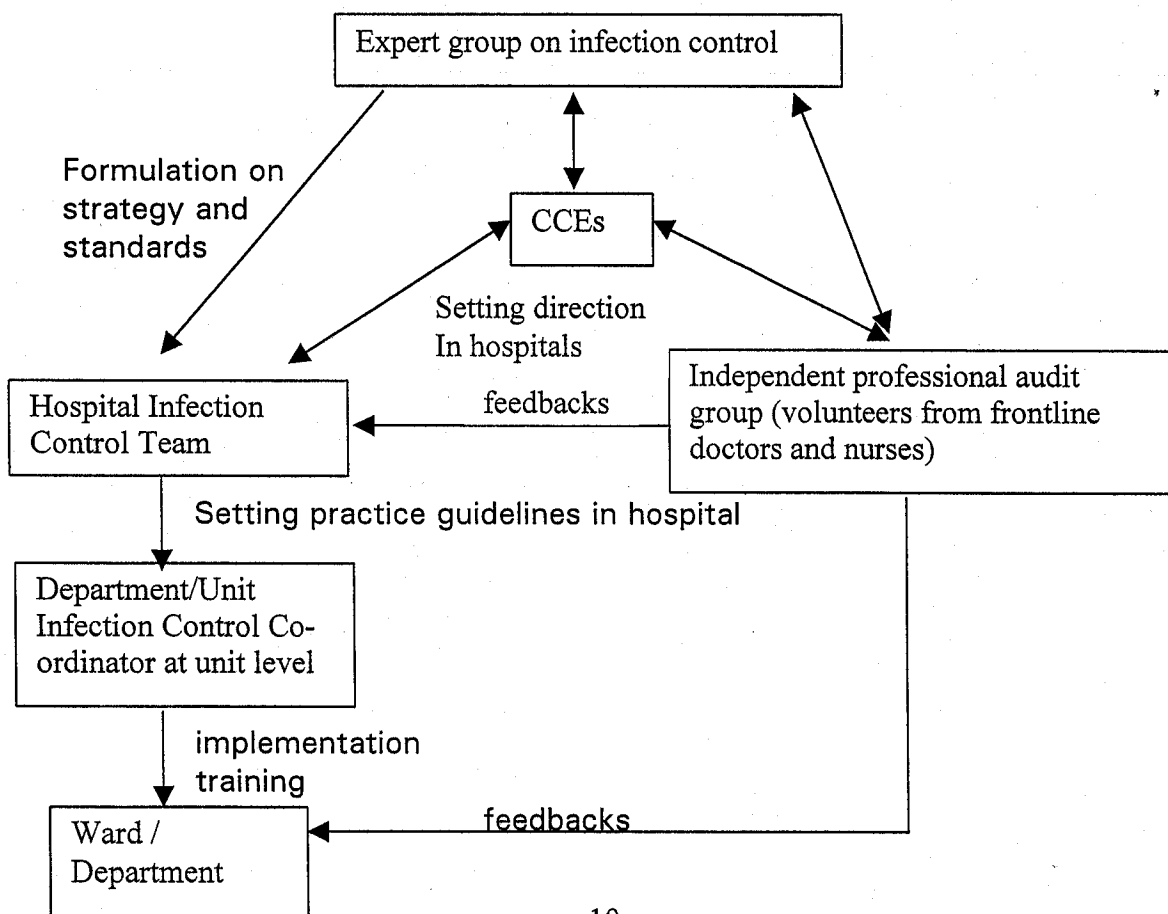 Expert group on infection control
Formulation on
strategy and
standards
CCEs
Setting direction
In hospitals
Hospital Infection
Control Team
feedbacks
Independent professional audit
group (volunteers from frontline
doctors and nurses)
Setting practice guidelines in hospital
Department/Unit
Infection Control Co-
ordinator at unit level
implementation
training
Ward /
Department
feedbacks
10